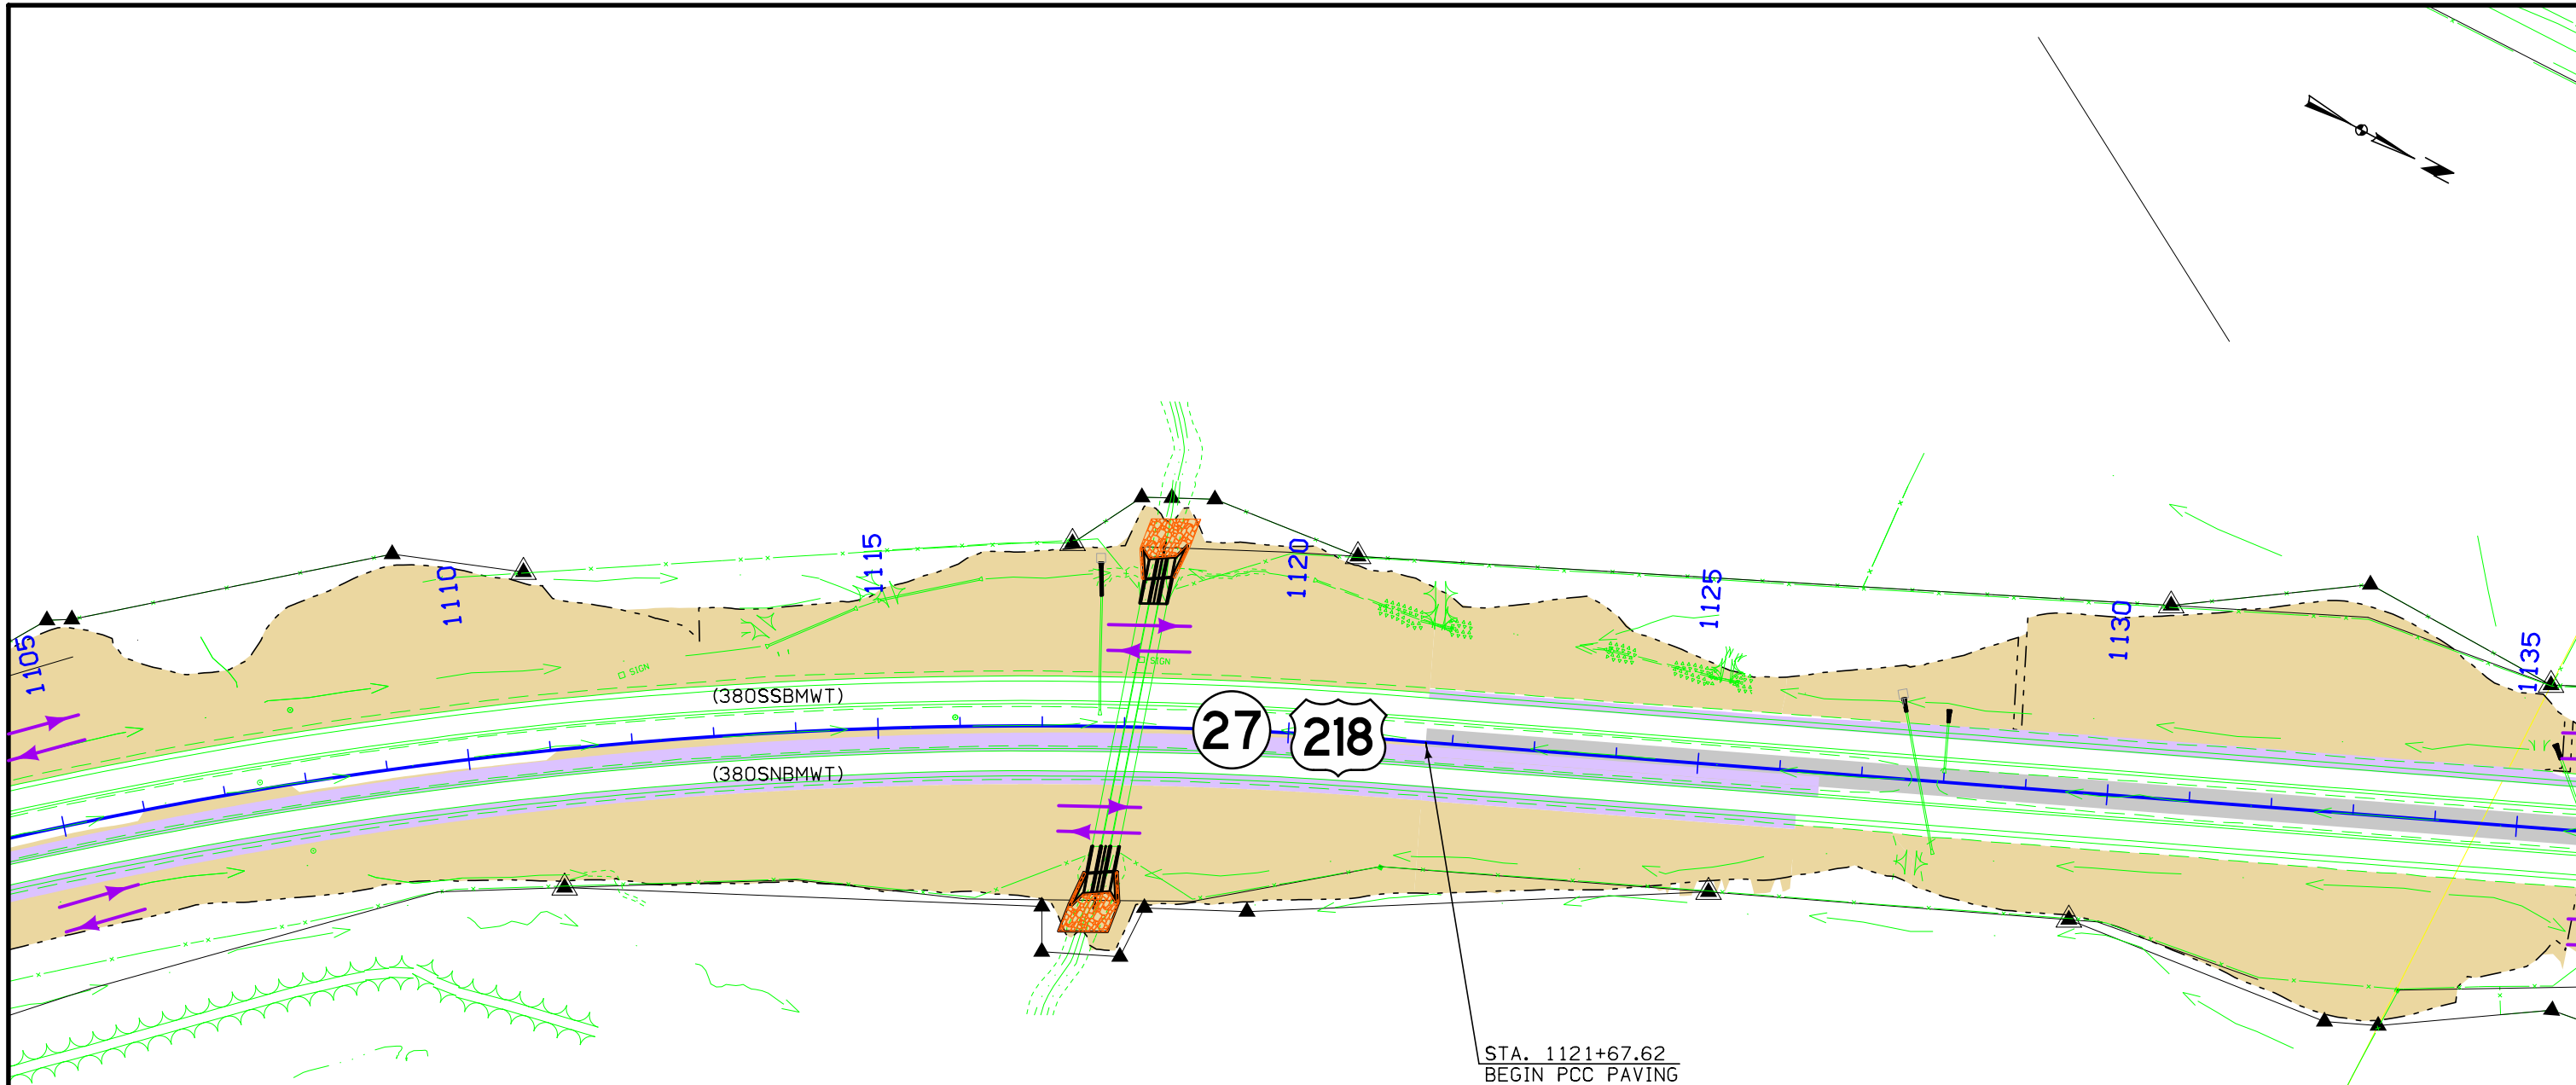 N
1120
1115
1110
1125
1130
1135
1105
SIGN
SIGN
(380SSBMWT)
27
218
(380SNBMWT)
STA. 1121+67.62
BEGIN PCC PAVING